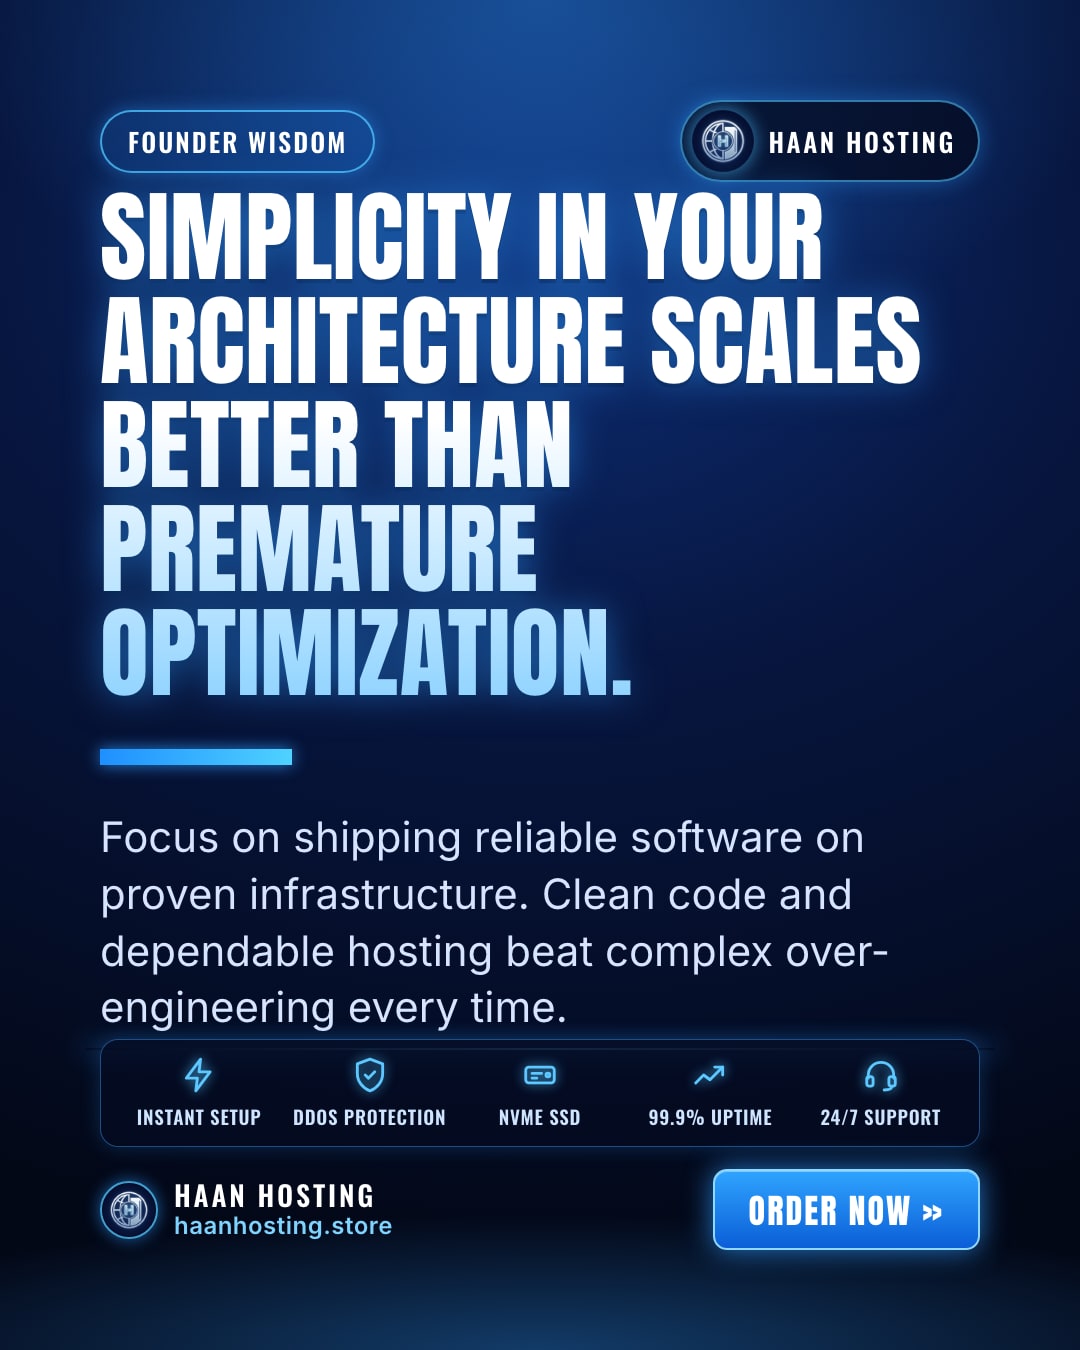 FOUNDER WISDOM
HAAN HOSTING
SIMPLICITY IN YOUR
ARCHITECTURE SCALES
BETTER THAN
PREMATURE
OPTIMIZATION.
Focus on shipping reliable software on
proven infrastructure. Clean code and
dependable hosting beat complex over-
engineering every time.
INSTANT SETUP
DDOS PROTECTION
NVME SSD
99.9% UPTIME
24/7 SUPPORT
HAAN HOSTING
haanhosting.store
ORDER NOW »